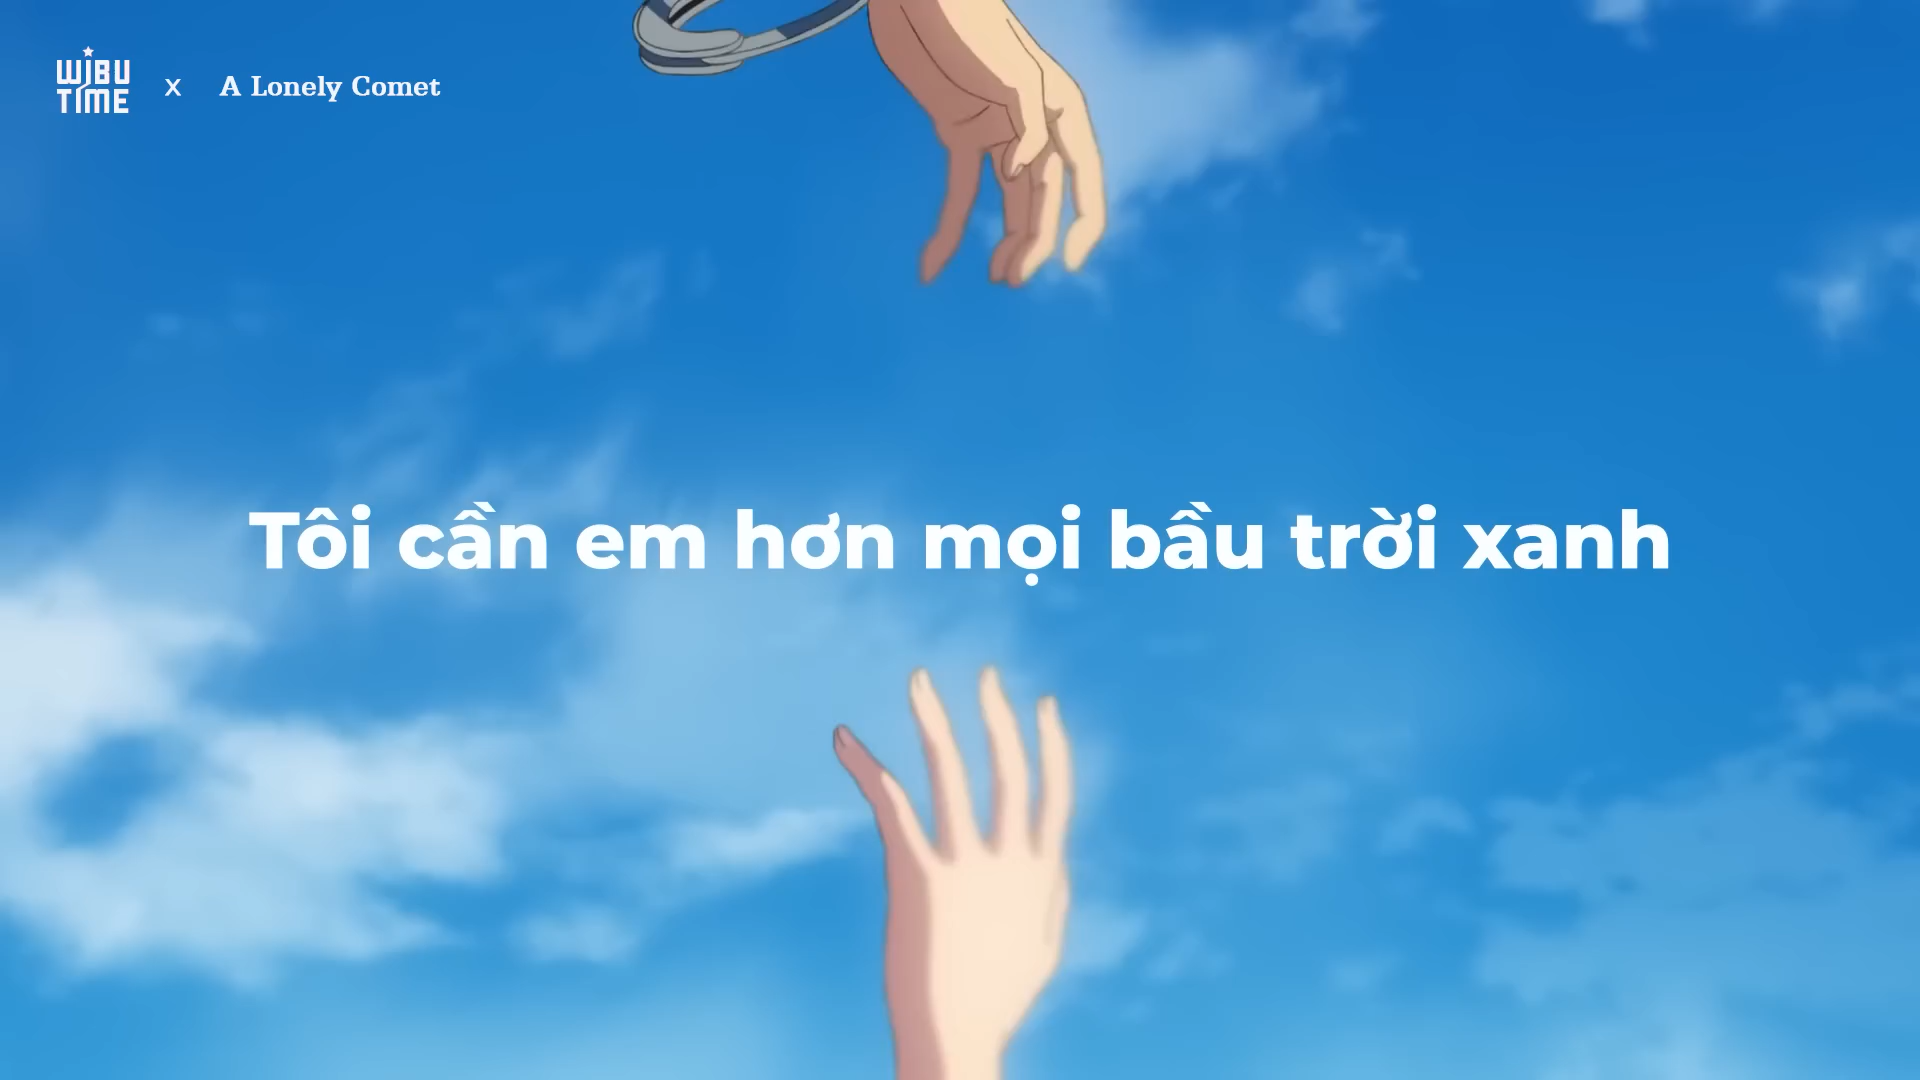 WIBU
TIME
x
A Lonely Comet
Tôi cần em hơn mọi bầu trời xanh